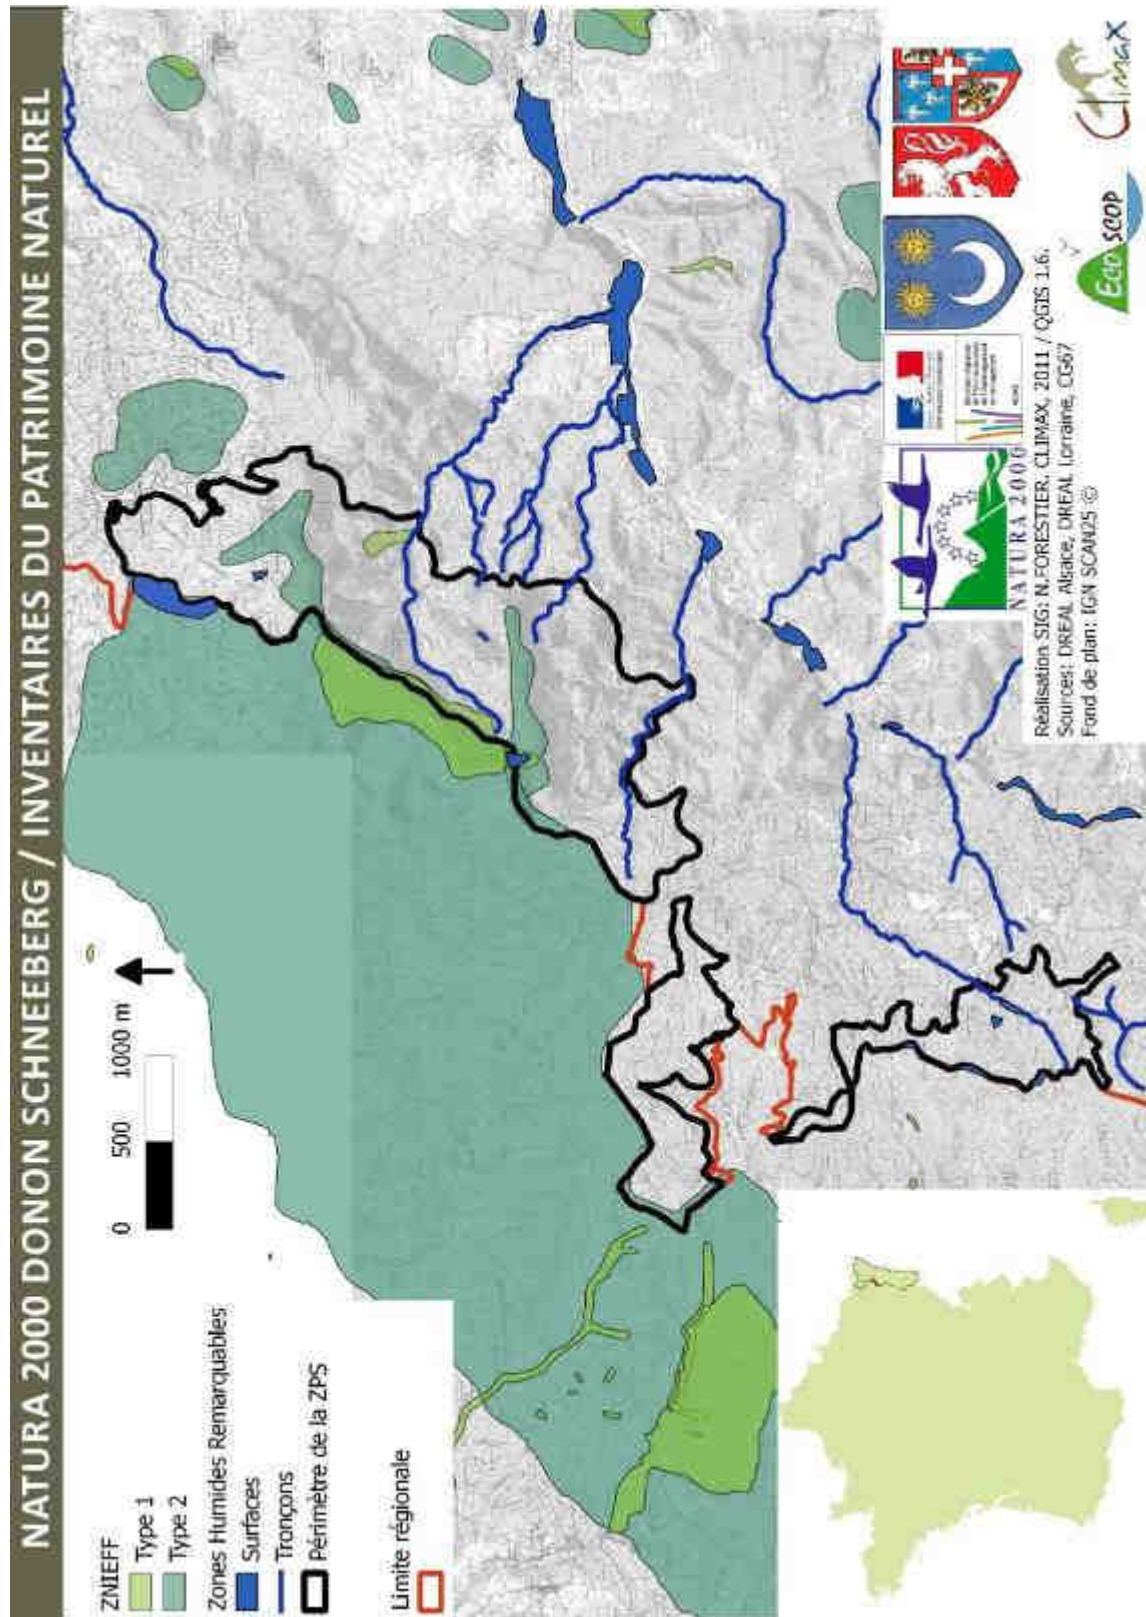 NATURA 2000 DONON SCHNEEBERG / INVENTAIRES DU PATRIMOINE NATUREL
0 500 1000 m
ZNIEFF
Type 1
Type 2
Zones Humides Remarquables
Surfaces
Tronçons
Périmètre de la ZPS
Limite régionale
NATURA 2000
Réalisation SIG: N.FORESTIER, CLIMAX, 2011 / QGIS 1.6.
Sources: DREAL Alsace, DREAL Lorraine, CG67
Fond de plan: IGN SCAN25 ©
ECO SCOP
ClimaX